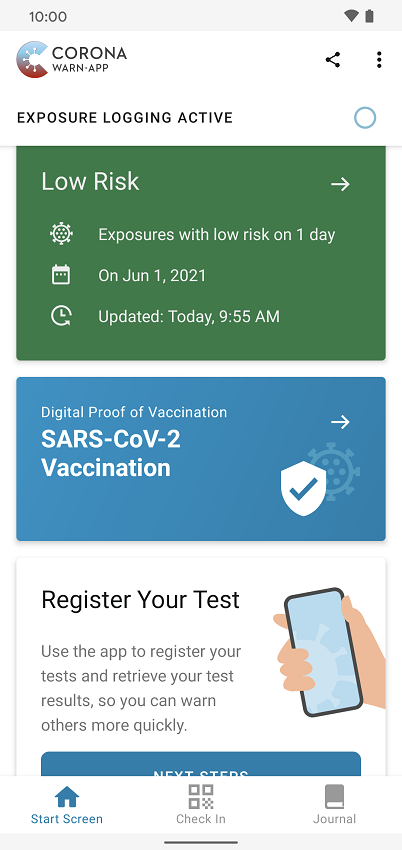 10:00
CORONA
WARN-APP
EXPOSURE LOGGING ACTIVE
Low Risk
Exposures with low risk on 1 day
On Jun 1, 2021
Updated: Today, 9:55 AM
Digital Proof of Vaccination
SARS-CoV-2
Vaccination
Register Your Test
Use the app to register your
tests and retrieve your test
results, so you can warn
others more quickly.
NEXT STEPS
Start Screen
Check In
Journal